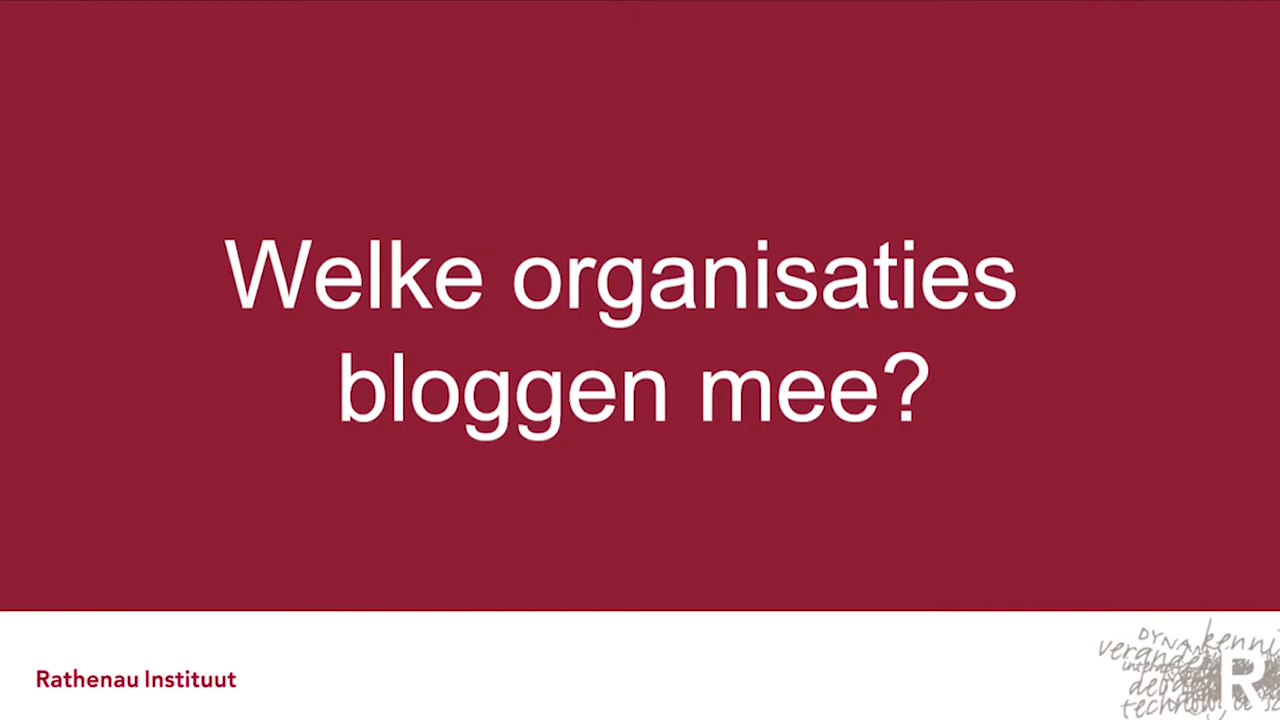 Welke organisaties
bloggen mee?
Rathenau Instituut
R